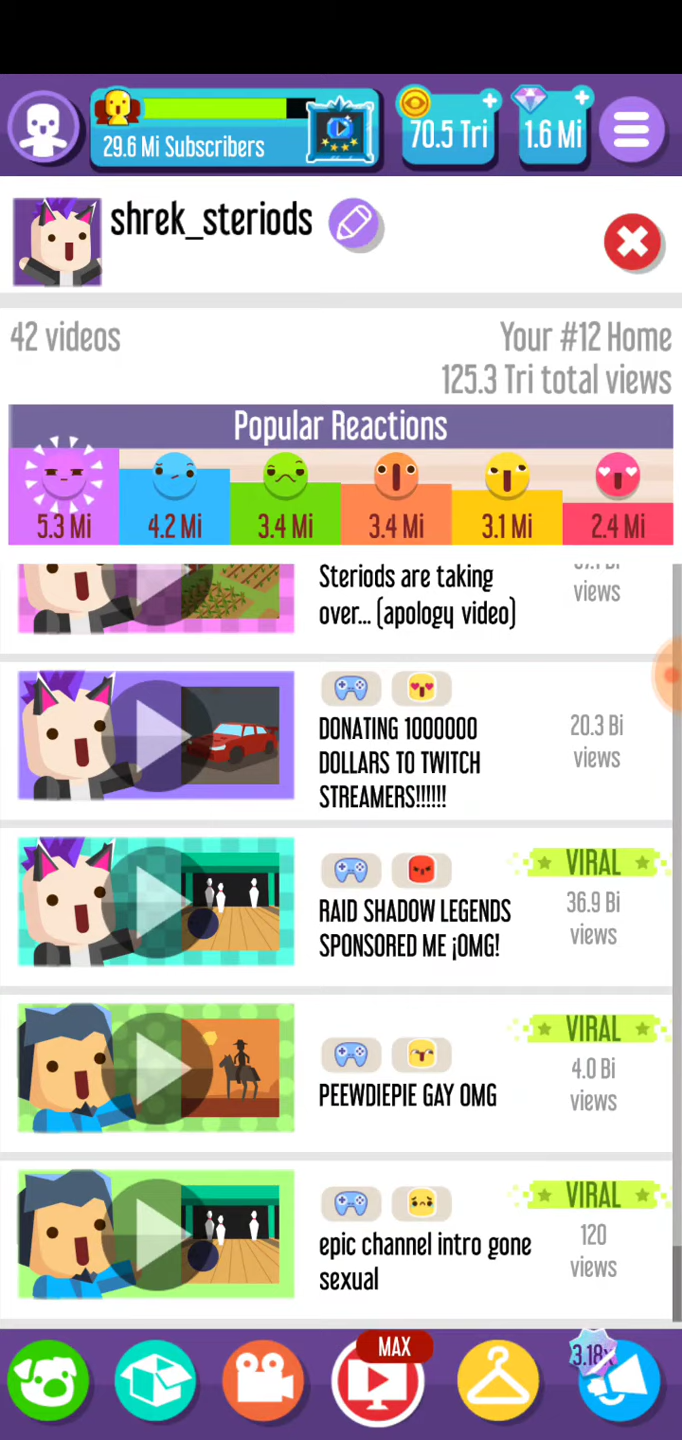 29.6 Mi Subscribers
70.5 Tri
1.6 Mi
shrek_steriods
42 videos
Your #12 Home
125.3 Tri total views
Popular Reactions
5.3 Mi
4.2 Mi
3.4 Mi
3.4 Mi
3.1 Mi
2.4 Mi
Steriods are taking
over... (apology video)
views
DONATING 1000000
DOLLARS TO TWITCH
STREAMERS!!!!!!
20.3 Bi
views
RAID SHADOW LEGENDS
SPONSORED ME ¡OMG!
VIRAL
36.9 Bi
views
PEEWDIEPIE GAY OMG
VIRAL
4.0 Bi
views
epic channel intro gone
sexual
VIRAL
120
views
MAX
3.18x